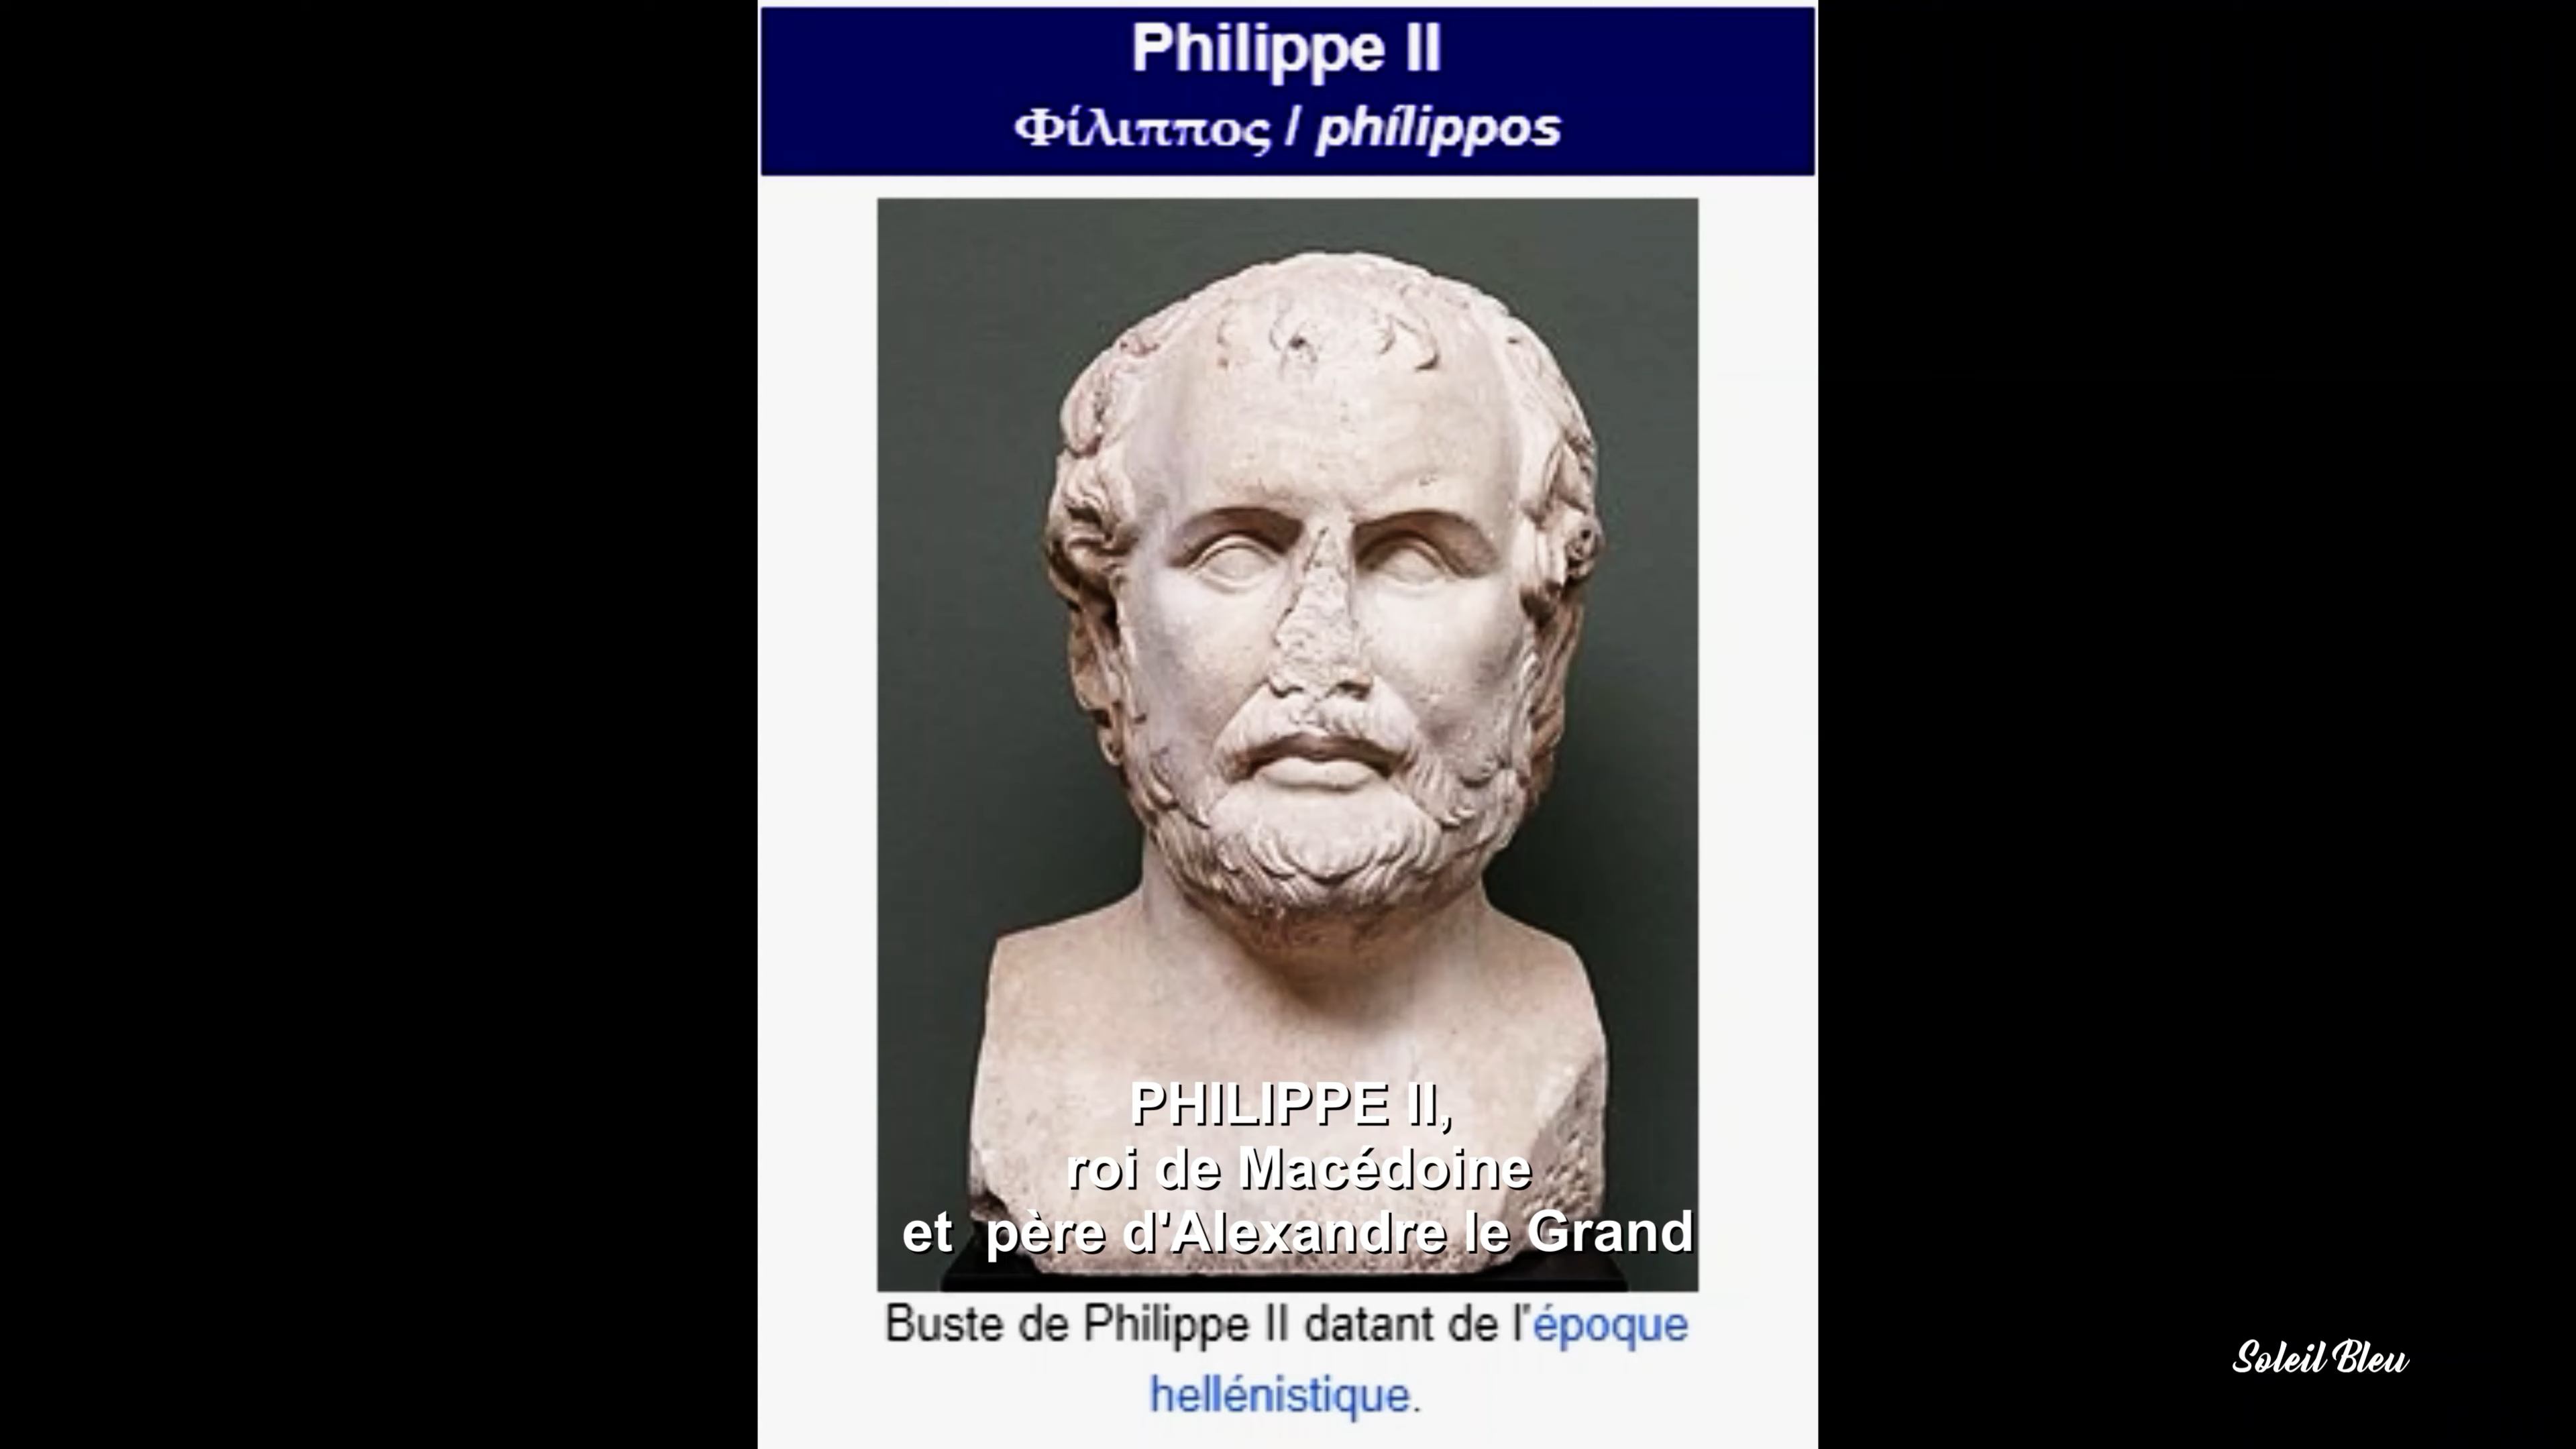 Philippe II
Φίλιππος / phílippos
PHILIPPE II,
roi de Macédoine
et père d'Alexandre le Grand
Buste de Philippe II datant de l'époque
hellénistique.
Soleil Bleu